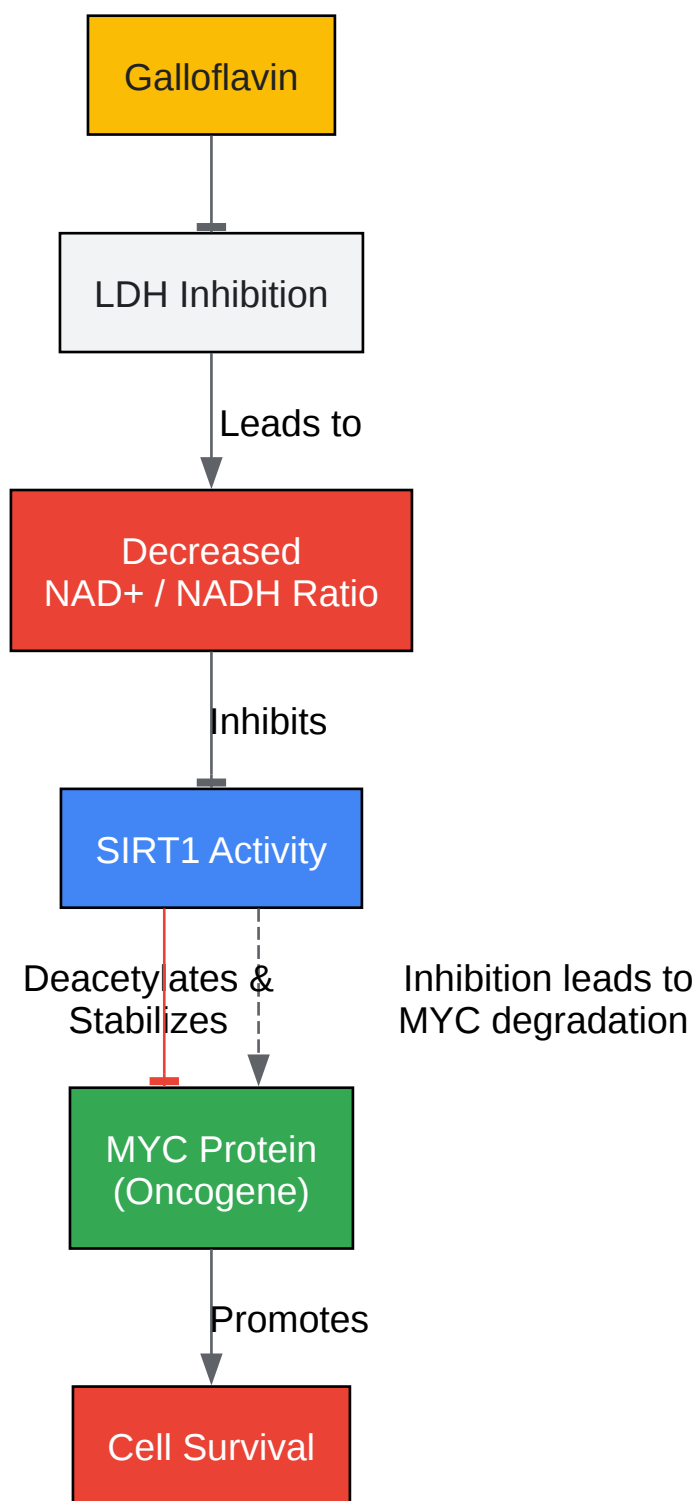 Galloflavin
LDH Inhibition
Leads to
Decreased
NAD+ / NADH Ratio
Inhibits
SIRT1 Activity
Deacetylates &
Stabilizes
Inhibition leads to
MYC degradation
MYC Protein
(Oncogene)
Promotes
Cell Survival